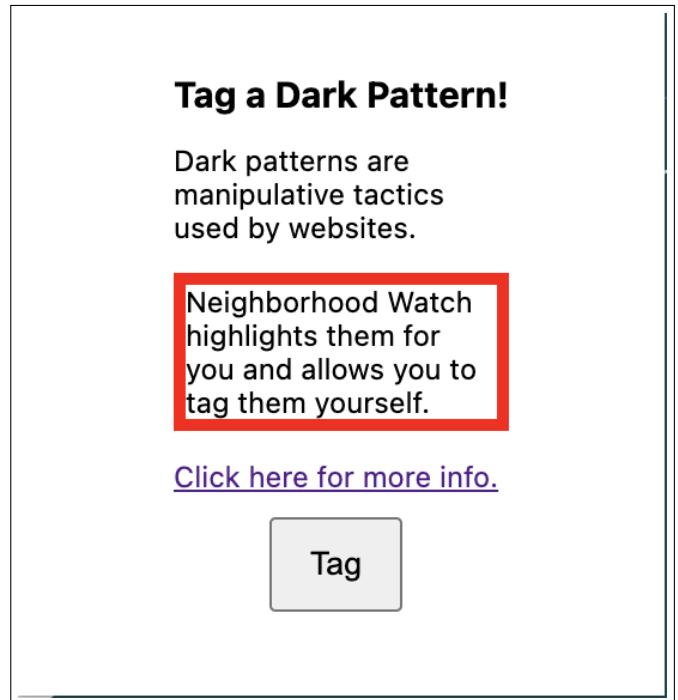 Tag a Dark Pattern!
Dark patterns are
manipulative tactics
used by websites.
Neighborhood Watch
highlights them for
you and allows you to
tag them yourself.
Click here for more info.
Tag